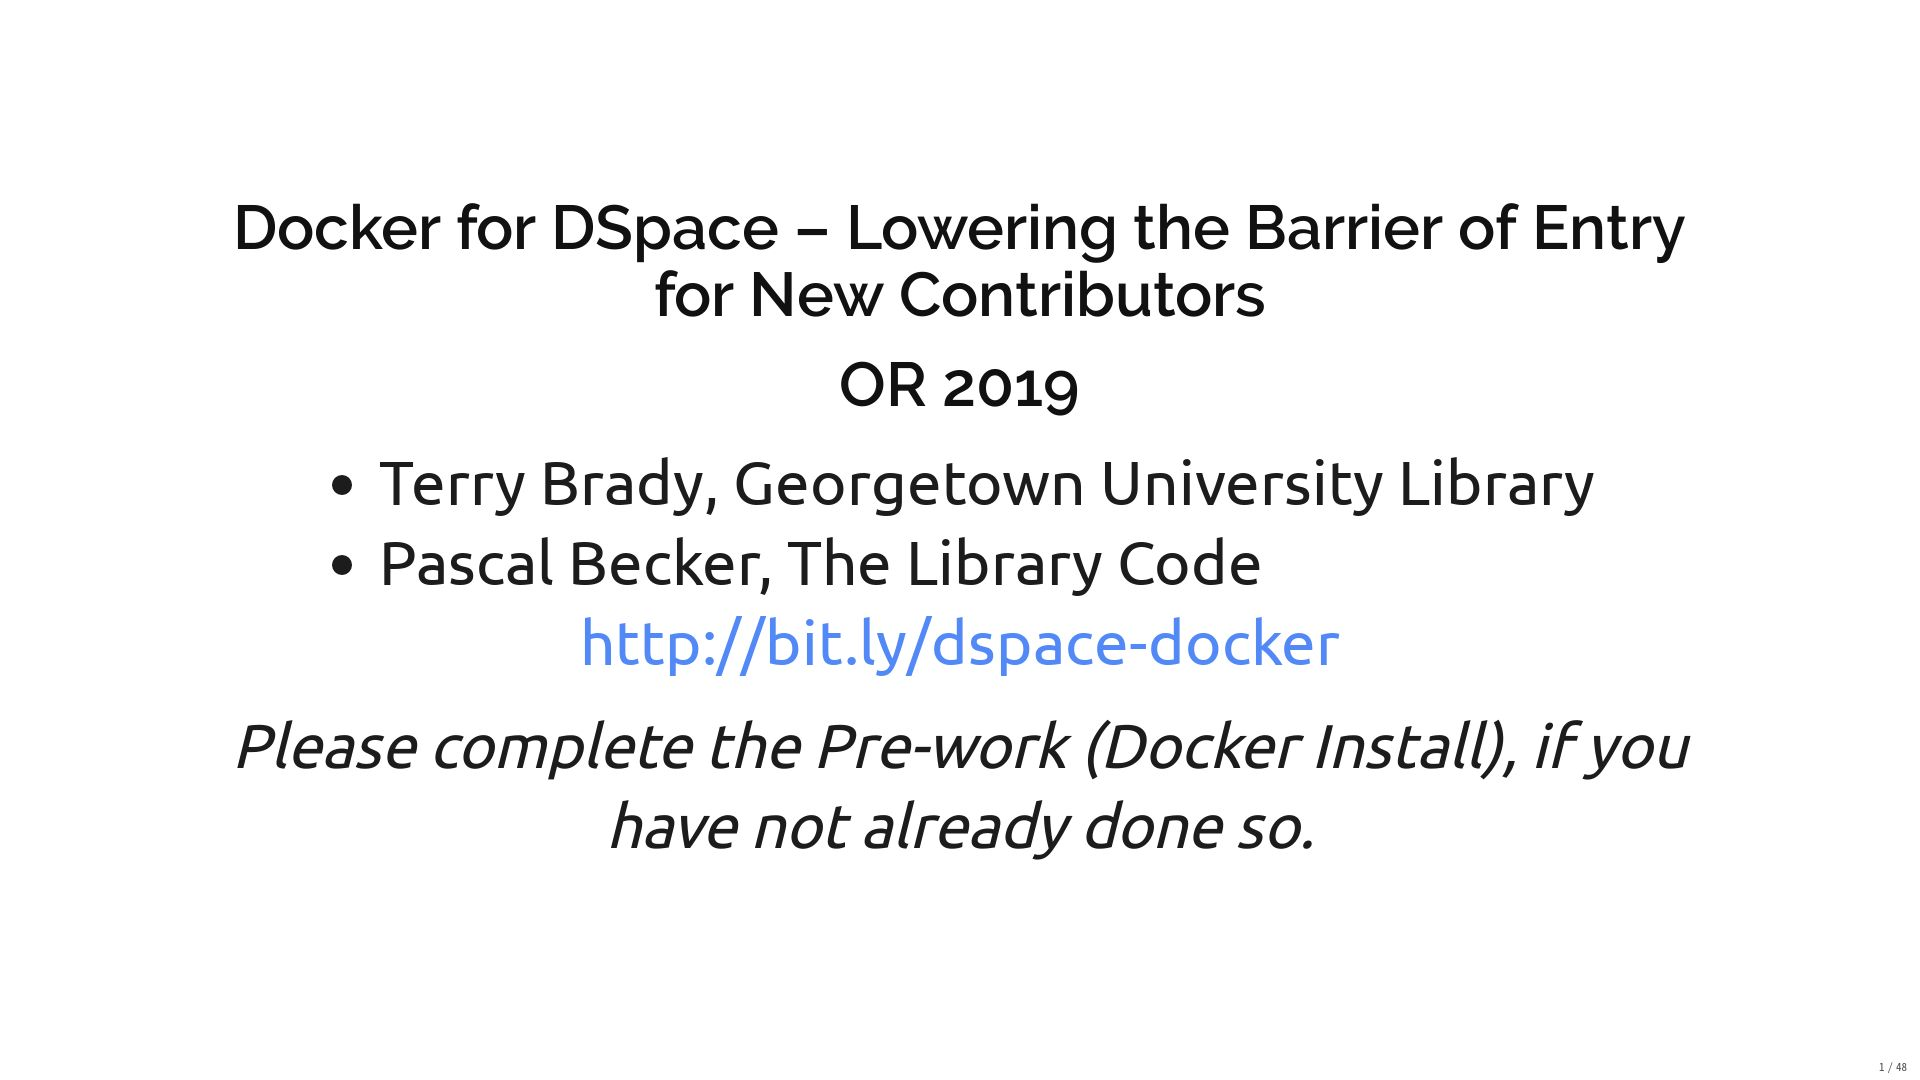 Docker for DSpace – Lowering the Barrier of Entry
for New Contributors
OR 2019
• Terry Brady, Georgetown University Library
• Pascal Becker, The Library Code
http://bit.ly/dspace-docker
Please complete the Pre-work (Docker Install), if you
have not already done so.
1 / 48